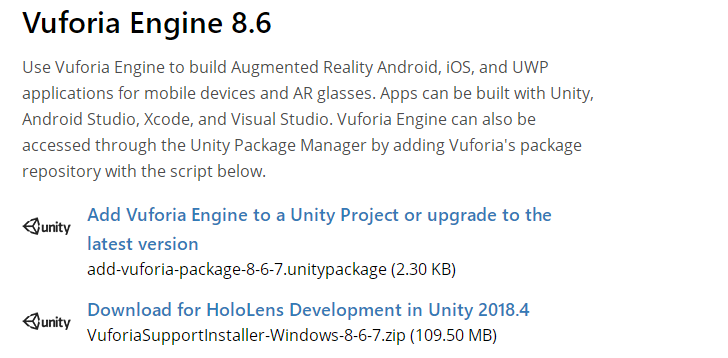 Vuforia Engine 8.6
Use Vuforia Engine to build Augmented Reality Android, iOS, and UWP
applications for mobile devices and AR glasses. Apps can be built with Unity,
Android Studio, Xcode, and Visual Studio. Vuforia Engine can also be
accessed through the Unity Package Manager by adding Vuforia's package
repository with the script below.
unity
Add Vuforia Engine to a Unity Project or upgrade to the
latest version
add-vuforia-package-8-6-7.unitypackage (2.30 KB)
unity
Download for HoloLens Development in Unity 2018.4
VuforiaSupportInstaller-Windows-8-6-7.zip (109.50 MB)